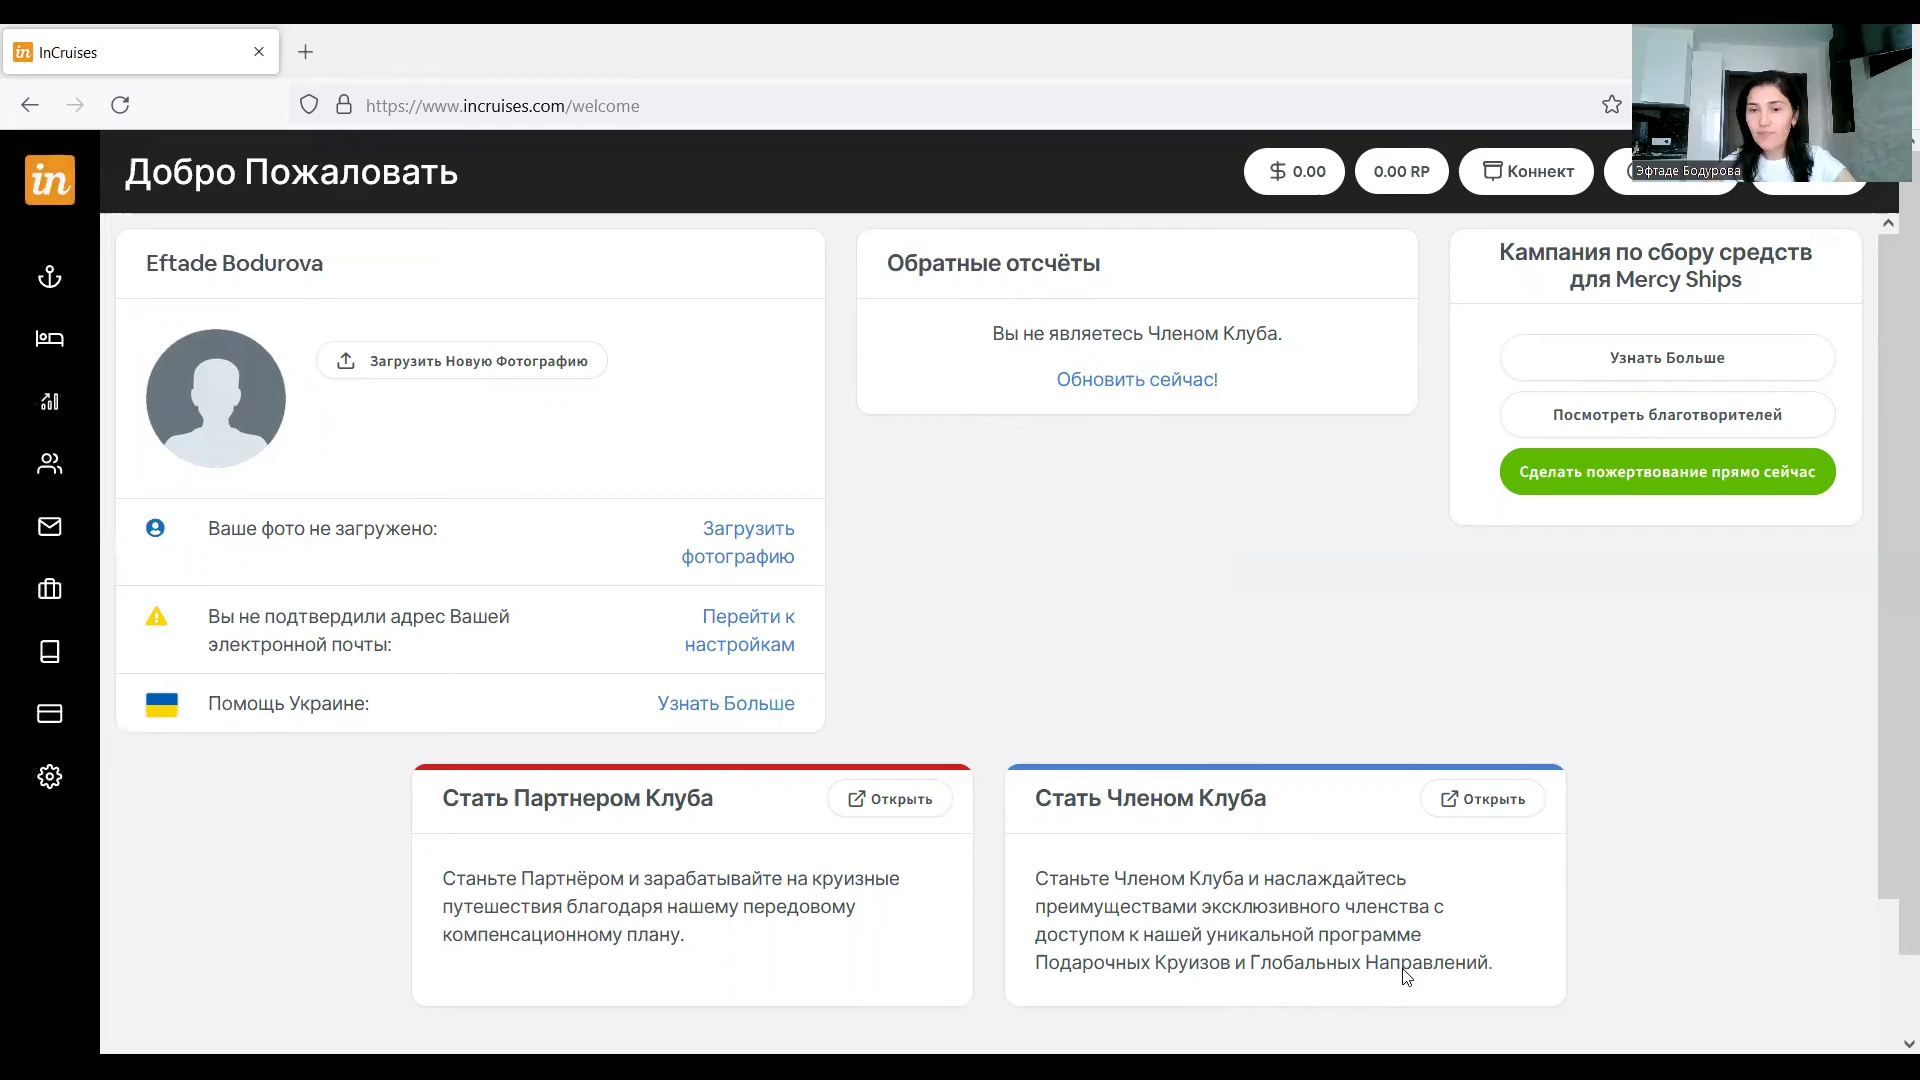 in InCruises
https://www.incruises.com/welcome
in
Добро Пожаловать
$ 0.00
0.00 RP
Коннект
Эфтаде Бодурова
Eftade Bodurova
Загрузить Новую Фотографию
Ваше фото не загружено:
Загрузить
фотографию
Вы не подтвердили адрес Вашей
электронной почты:
Перейти к
настройкам
Помощь Украине:
Узнать Больше
Обратные отсчёты
Вы не являетесь Членом Клуба.
Обновить сейчас!
Кампания по сбору средств
для Mercy Ships
Узнать Больше
Посмотреть благотворителей
Сделать пожертвование прямо сейчас
Стать Партнером Клуба
Открыть
Станьте Партнёром и зарабатывайте на круизные
путешествия благодаря нашему передовому
компенсационному плану.
Стать Членом Клуба
Открыть
Станьте Членом Клуба и наслаждайтесь
преимуществами эксклюзивного членства с
доступом к нашей уникальной программе
Подарочных Круизов и Глобальных Направлений.